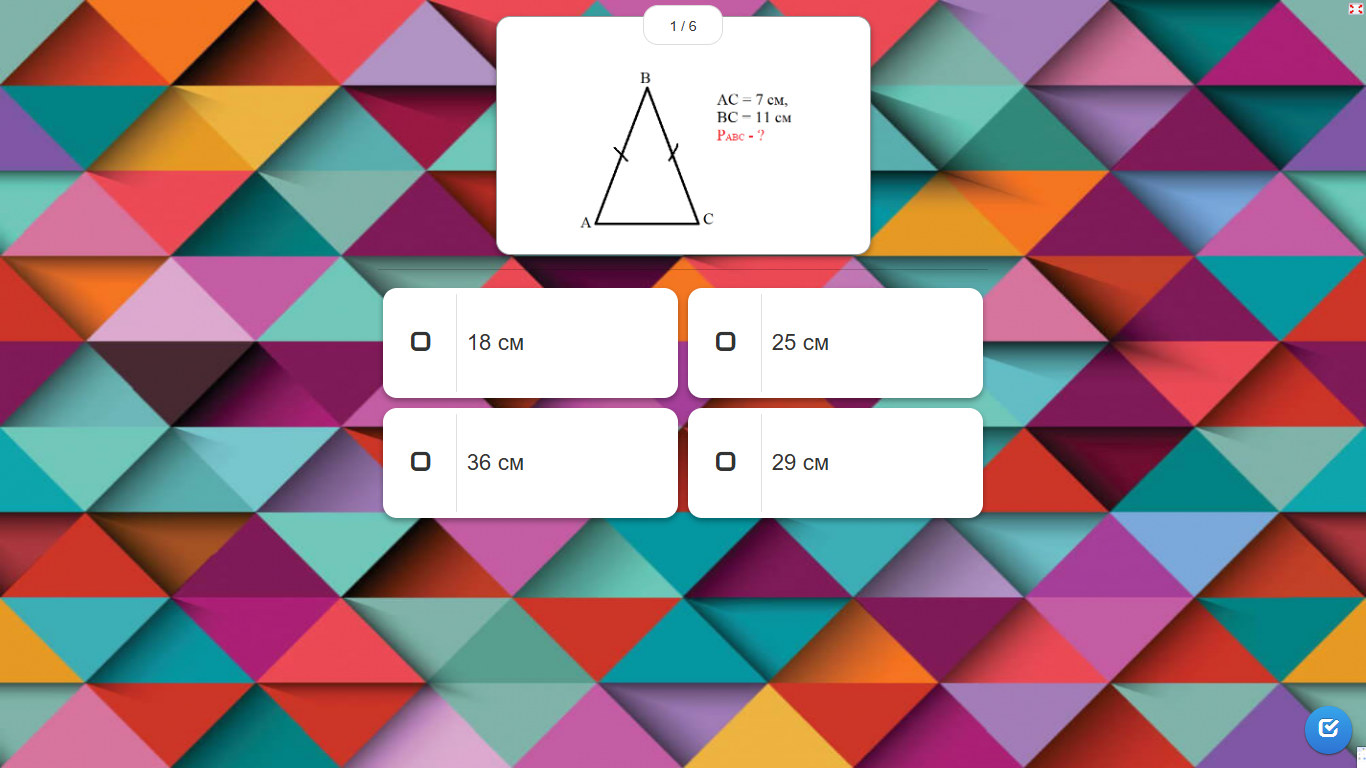 1 / 6
B
AC = 7 см,
BC = 11 см
PABC - ?
A
C
18 см
25 см
36 см
29 см